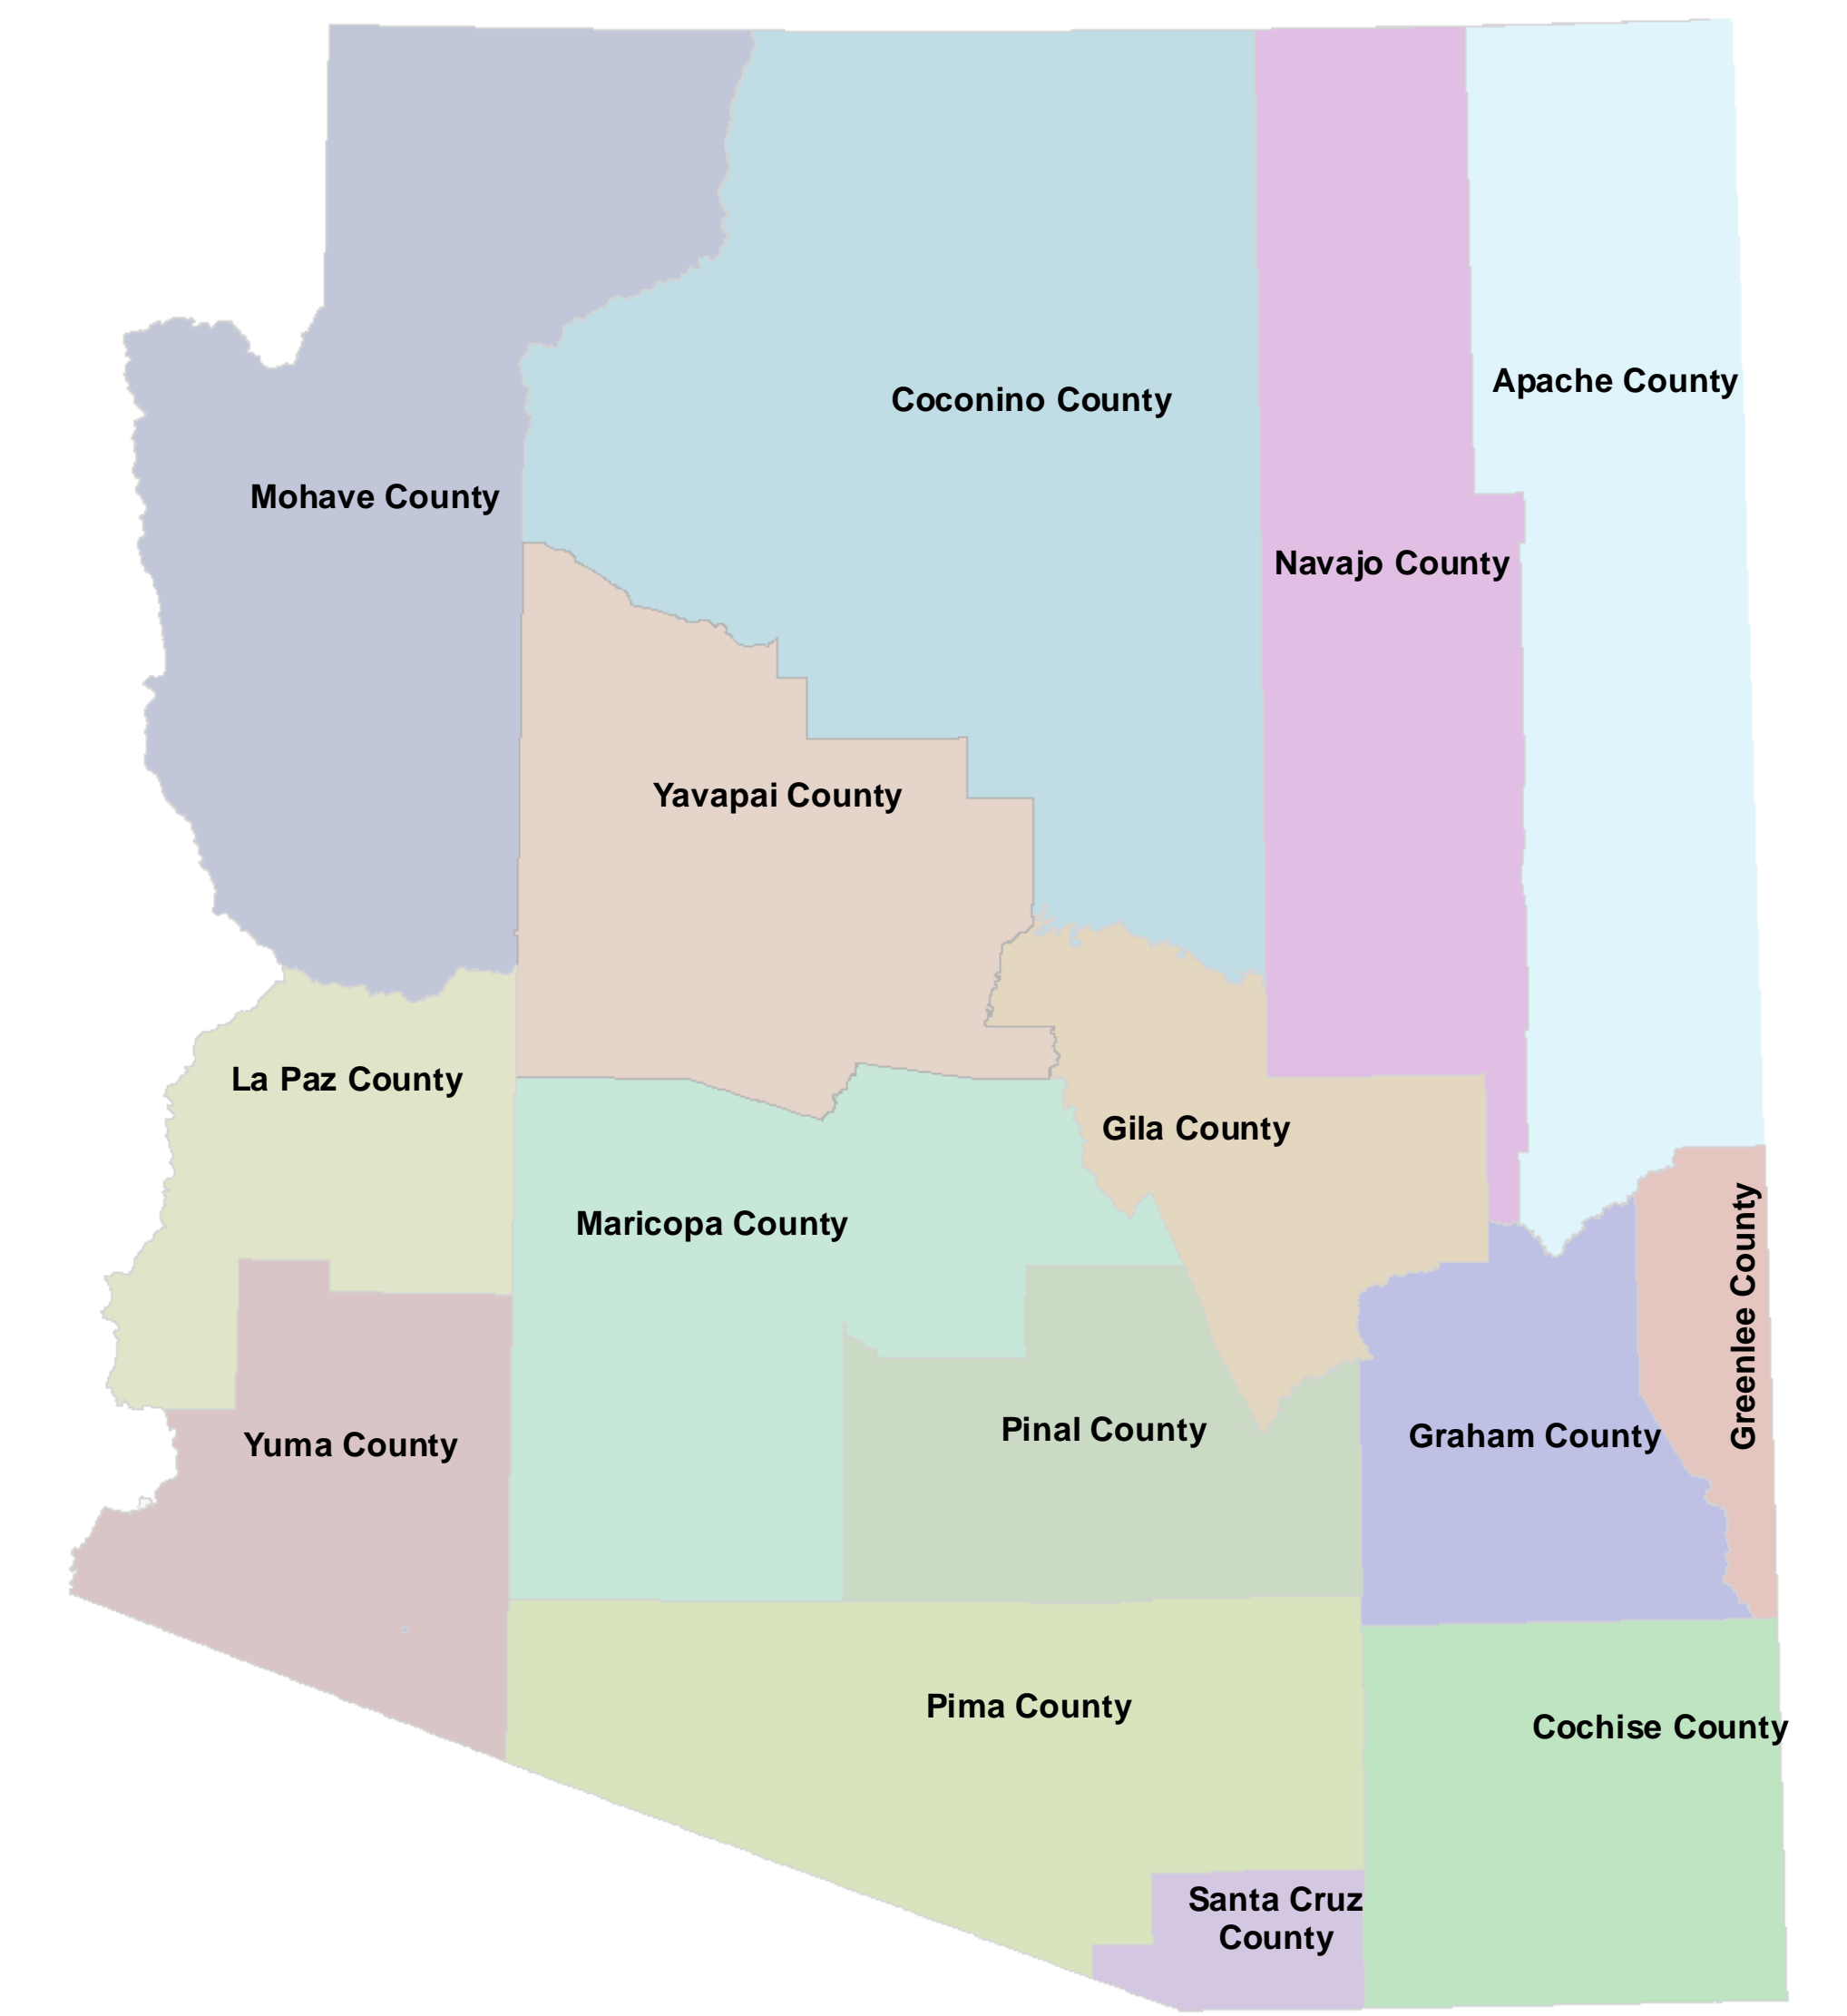 Apache County
Coconino County
Mohave County
Navajo County
Yavapai County
La Paz County
Gila County
Maricopa County
Greenlee County
Pinal County
Graham County
Yuma County
Pima County
Cochise County
Santa Cruz
County